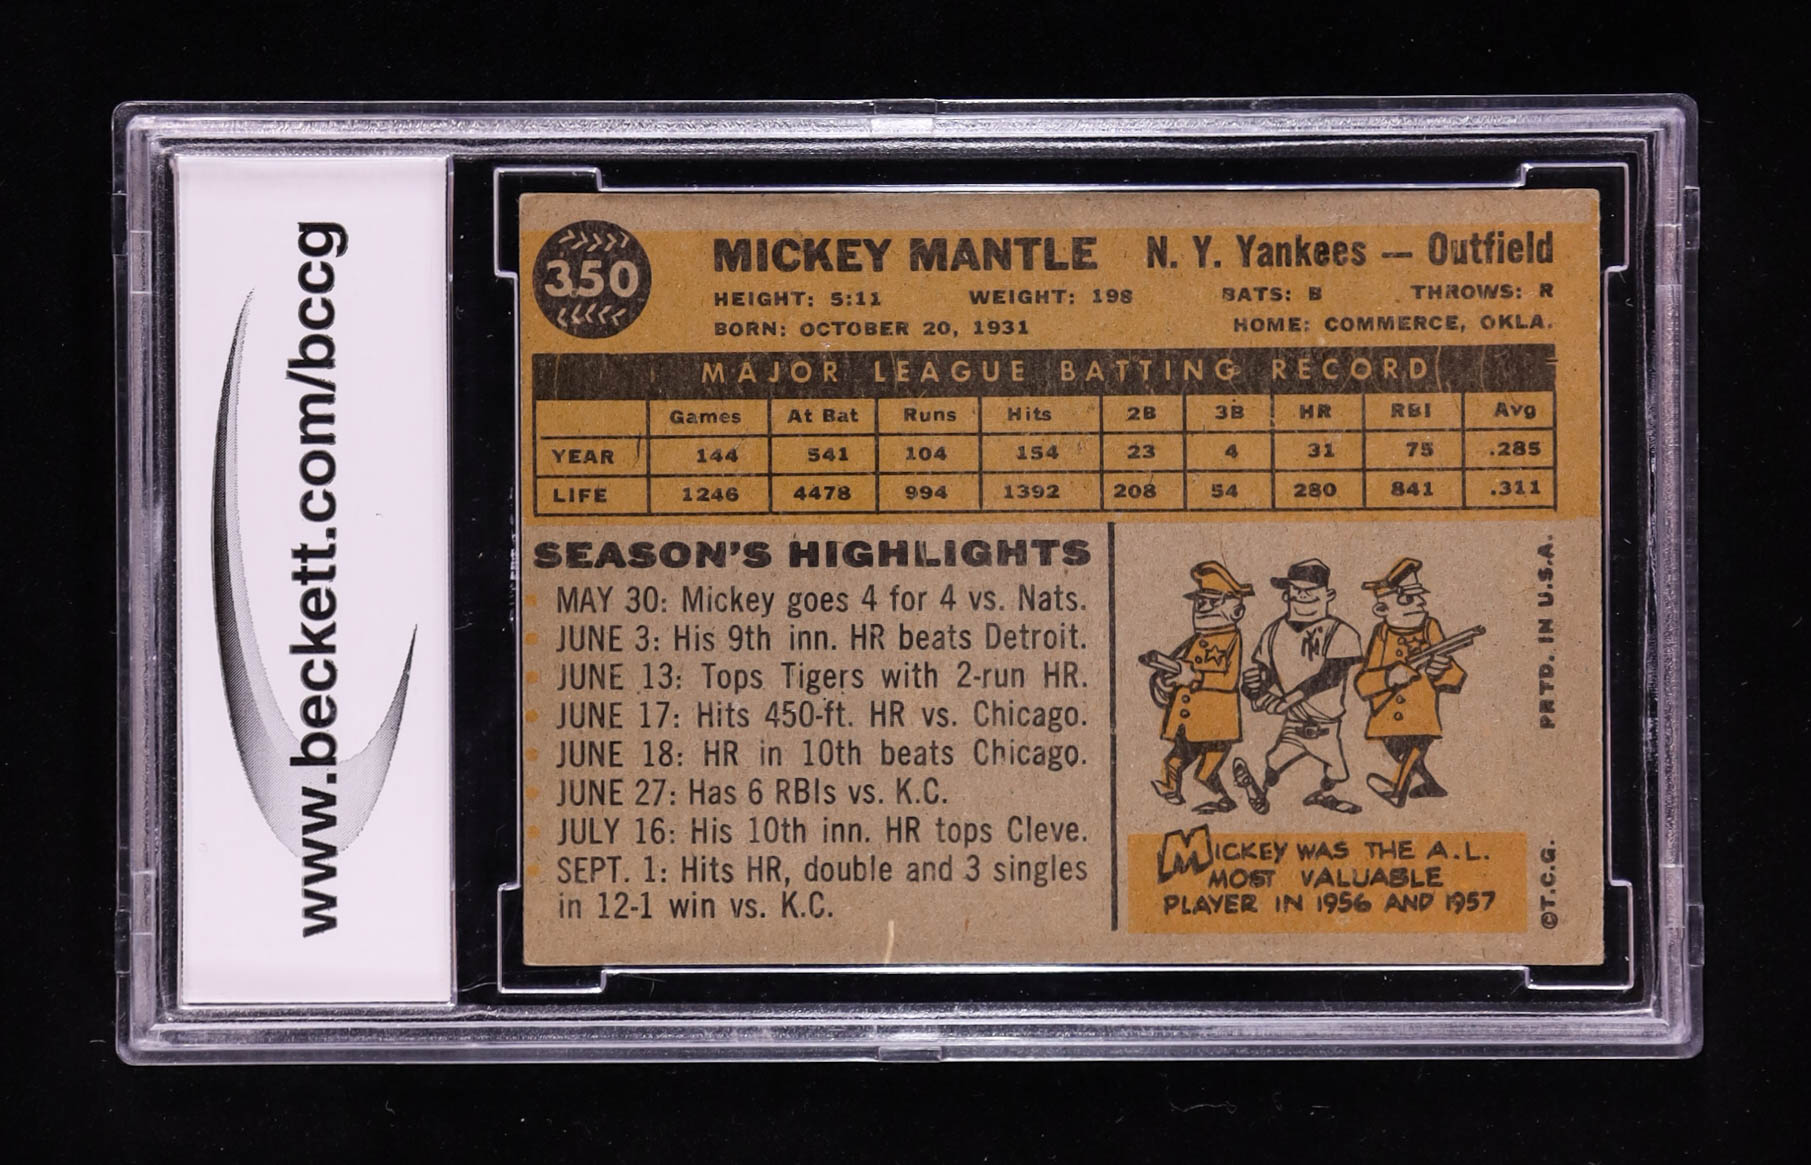 www.beckett.com/bccg
350
MICKEY MANTLE N. Y. Yankees — Outfield
HEIGHT: 5:11 WEIGHT: 198 BATS: B THROWS: R
BORN: OCTOBER 20, 1931 HOME: COMMERCE, OKLA.
MAJOR LEAGUE BATTING RECORD
Games At Bat Runs Hits 2B 3B HR RBI Avg
YEAR 144 541 104 154 23 4 31 75 .285
LIFE 1246 4478 994 1392 208 54 280 841 .311
SEASON'S HIGHLIGHTS
MAY 30: Mickey goes 4 for 4 vs. Nats.
JUNE 3: His 9th inn. HR beats Detroit.
JUNE 13: Tops Tigers with 2-run HR.
JUNE 17: Hits 450-ft. HR vs. Chicago.
JUNE 18: HR in 10th beats Chicago.
JUNE 27: Has 6 RBIs vs. K.C.
JULY 16: His 10th inn. HR tops Cleve.
SEPT. 1: Hits HR, double and 3 singles
in 12-1 win vs. K.C.
NY
MICKEY WAS THE A.L.
MOST VALUABLE
PLAYER IN 1956 AND 1957
©T.C.G. PRTD. IN U.S.A.